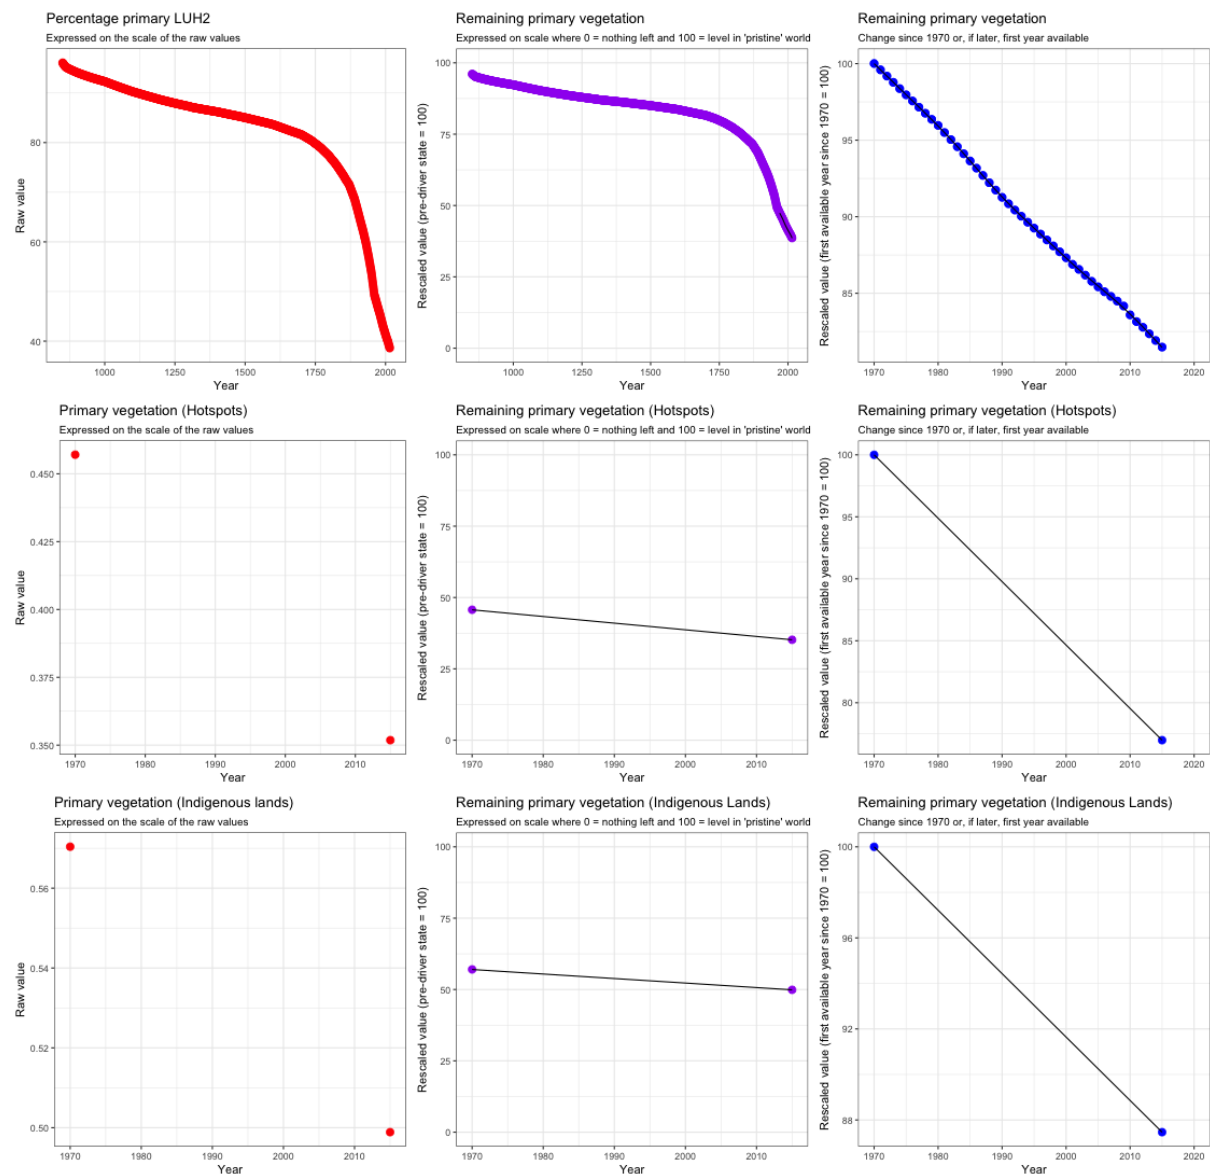 Percentage primary LUH2
Expressed on the scale of the raw values
Raw value
80
60
40
1000
1250
1500
1750
2000
Year
Remaining primary vegetation
Expressed on scale where 0 = nothing left and 100 = level in 'pristine' world
Rescaled value (pre-driver state = 100)
100
75
50
25
0
1000
1250
1500
1750
2000
Year
Remaining primary vegetation
Change since 1970 or, if later, first year available
Rescaled value (first available year since 1970 = 100)
100
95
90
85
1970
1980
1990
2000
2010
2020
Year
Primary vegetation (Hotspots)
Expressed on the scale of the raw values
Raw value
0.450
0.425
0.400
0.375
0.350
1970
1980
1990
2000
2010
Year
Remaining primary vegetation (Hotspots)
Expressed on scale where 0 = nothing left and 100 = level in 'pristine' world
Rescaled value (pre-driver state = 100)
100
75
50
25
0
1970
1980
1990
2000
2010
Year
Remaining primary vegetation (Hotspots)
Change since 1970 or, if later, first year available
Rescaled value (first available year since 1970 = 100)
100
95
90
85
80
1970
1980
1990
2000
2010
2020
Year
Primary vegetation (Indigenous lands)
Expressed on the scale of the raw values
Raw value
0.56
0.54
0.52
0.50
1970
1980
1990
2000
2010
Year
Remaining primary vegetation (Indigenous Lands)
Expressed on scale where 0 = nothing left and 100 = level in 'pristine' world
Rescaled value (pre-driver state = 100)
100
75
50
25
0
1970
1980
1990
2000
2010
Year
Remaining primary vegetation (Indigenous Lands)
Change since 1970 or, if later, first year available
Rescaled value (first available year since 1970 = 100)
100
96
92
88
1970
1980
1990
2000
2010
2020
Year